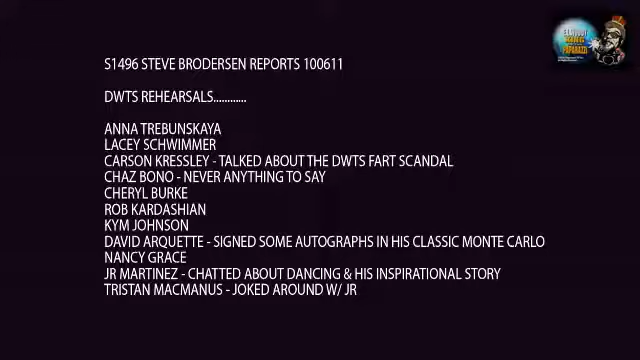 S1496 STEVE BRODERSEN REPORTS 100611
DWTS REHEARSALS............
ANNA TREBUNSKAYA
LACEY SCHWIMMER
CARSON KRESSLEY - TALKED ABOUT THE DWTS FART SCANDAL
CHAZ BONO - NEVER ANYTHING TO SAY
CHERYL BURKE
ROB KARDASHIAN
KYM JOHNSON
DAVID ARQUETTE - SIGNED SOME AUTOGRAPHS IN HIS CLASSIC MONTE CARLO
NANCY GRACE
JR MARTINEZ - CHATTED ABOUT DANCING & HIS INSPIRATIONAL STORY
TRISTAN MACMANUS - JOKED AROUND W/ JR
PAPARAZZI